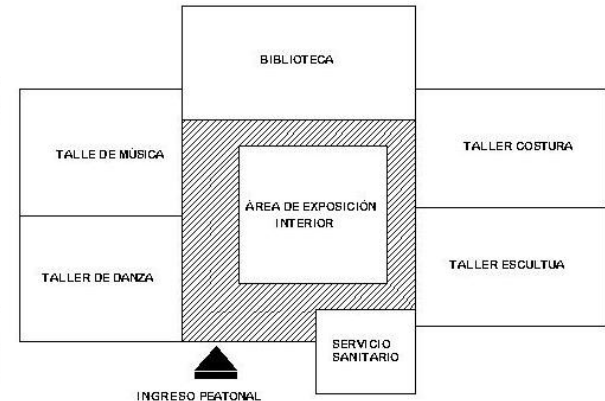 BIBLIOTECA
TALLE DE MÚSICA
TALLER COSTURA
ÁREA DE EXPOSICIÓN
INTERIOR
TALLER DE DANZA
TALLER ESCULTUA
SERVICIO
SANITARIO
INGRESO PEATONAL